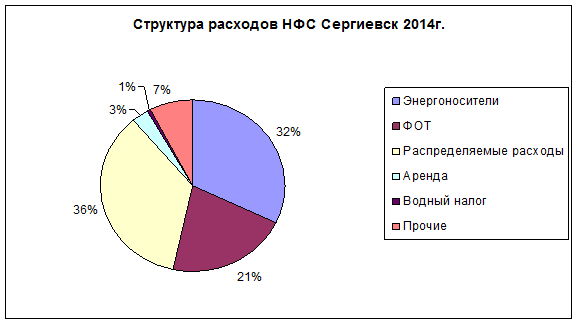 Структура расходов НФС Сергиевск 2014г.
1%
7%
3%
32%
36%
21%
Энергоносители
ФОТ
Распределяемые расходы
Аренда
Водный налог
Прочие